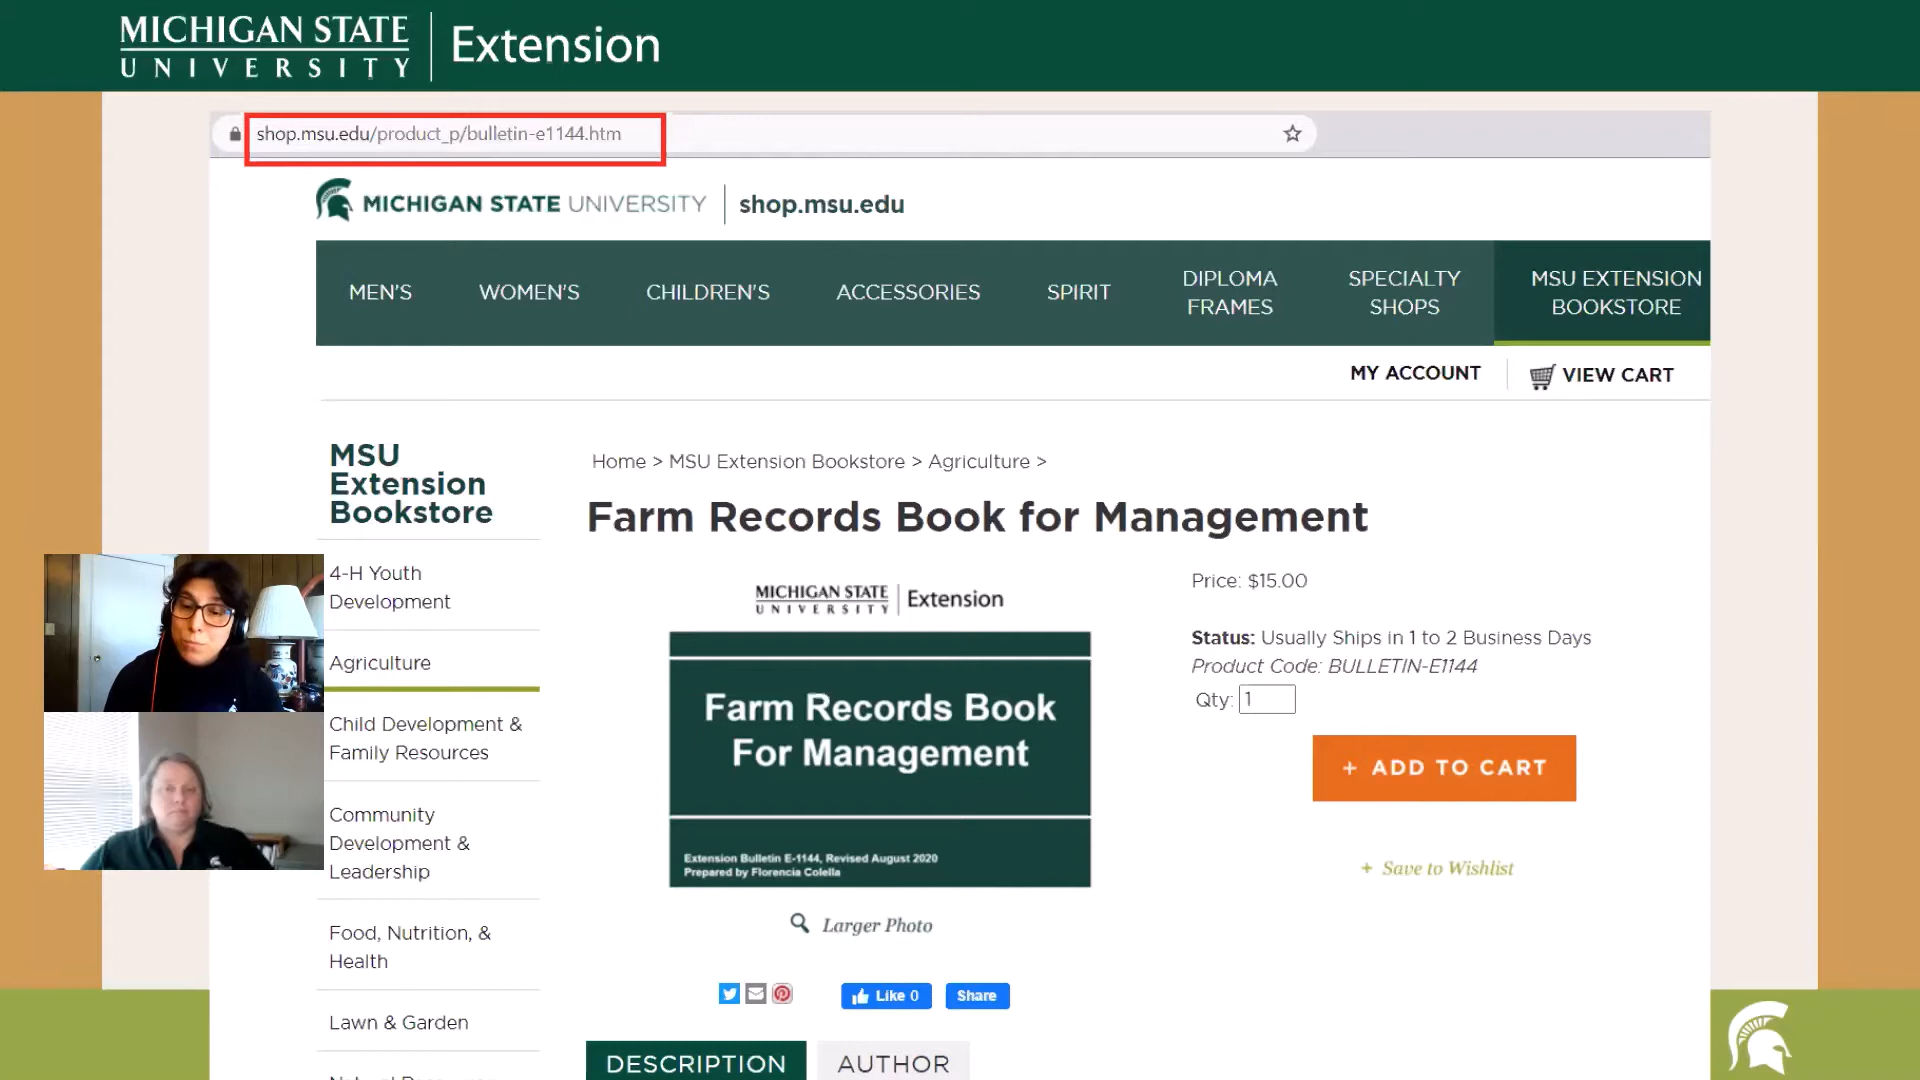 MICHIGAN STATE
UNIVERSITY
Extension
shop.msu.edu/product_p/bulletin-e1144.htm
MICHIGAN STATE UNIVERSITY
shop.msu.edu
MEN'S
WOMEN'S
CHILDREN'S
ACCESSORIES
SPIRIT
DIPLOMA
FRAMES
SPECIALTY
SHOPS
MSU EXTENSION
BOOKSTORE
MY ACCOUNT
VIEW CART
MSU
Extension
Bookstore
4-H Youth
Development
Agriculture
Child Development &
Family Resources
Community
Development &
Leadership
Food, Nutrition, &
Health
Lawn & Garden
Home > MSU Extension Bookstore > Agriculture >
Farm Records Book for Management
MICHIGAN STATE
UNIVERSITY
Extension
Farm Records Book
For Management
Extension Bulletin E-1144, Revised August 2020
Prepared by Florencia Colella
Larger Photo
Like 0
Share
Price: $15.00
Status: Usually Ships in 1 to 2 Business Days
Product Code: BULLETIN-E1144
Qty: 1
+ ADD TO CART
+ Save to Wishlist
DESCRIPTION
AUTHOR